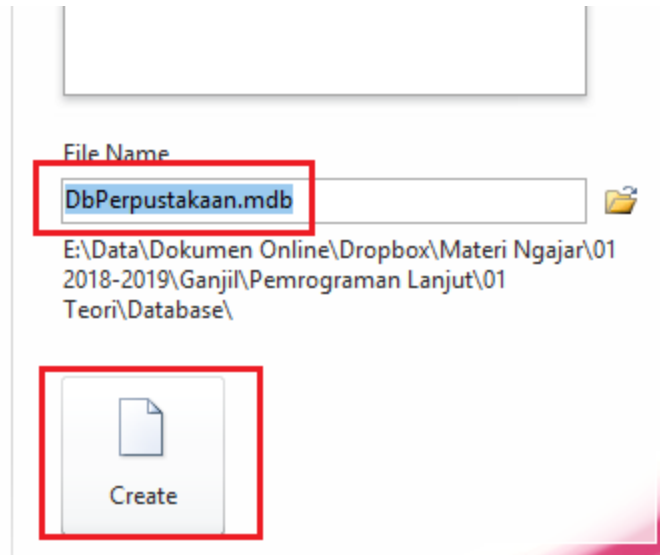 File Name
DbPerpustakaan.mdb
E:\Data\Dokumen Online\Dropbox\Materi Ngajar\01
2018-2019\Ganjil\Pemrograman Lanjut\01
Teori\Database\
Create